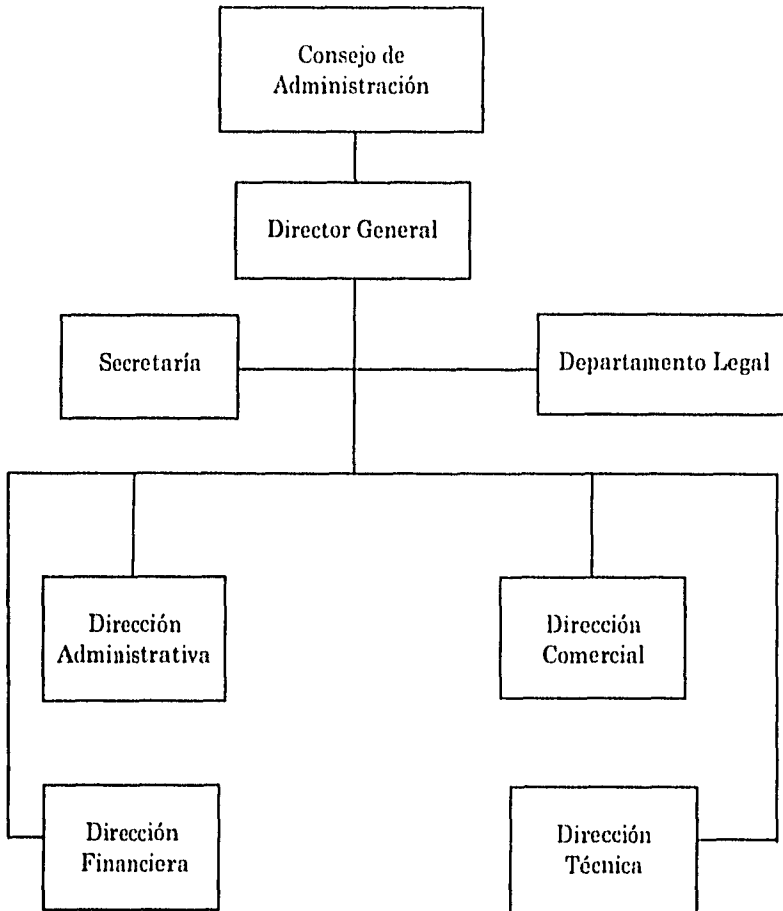 Consejo de
Administración
Director General
Secretaría
Departamento Legal
Dirección
Administrativa
Dirección
Comercial
Dirección
Financiera
Dirección
Técnica